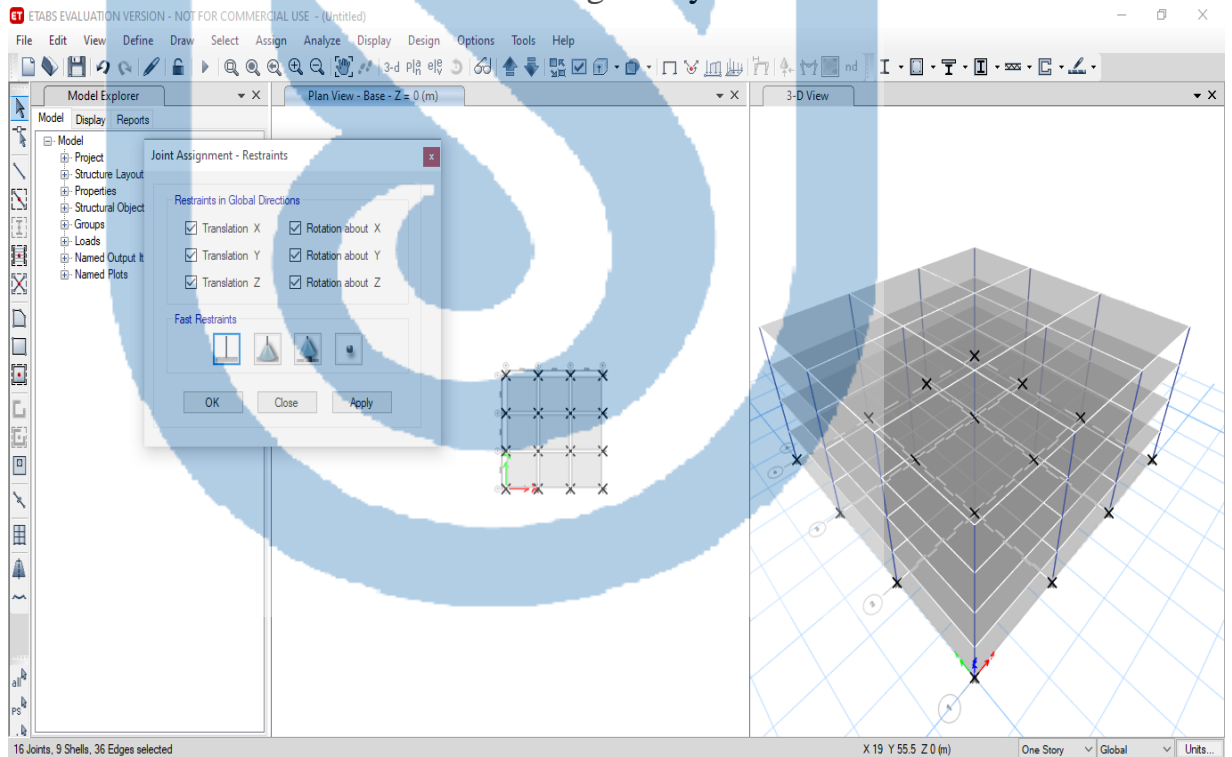 ETABS EVALUATION VERSION - NOT FOR COMMERCIAL USE - (Untitled)
File Edit View Define Draw Select Assign Analyze Display Design Options Tools Help
3-d nd
Model Explorer
Plan View - Base - Z = 0 (m)
3-D View
Model Display Reports
Model
Project
Structure Layout
Properties
Structural Object
Groups
Loads
Named Output It
Named Plots
Joint Assignment - Restraints
Restraints in Global Directions
Translation X Rotation about X
Translation Y Rotation about Y
Translation Z Rotation about Z
Fast Restraints
OK Close Apply
all
PS
16 Joints, 9 Shells, 36 Edges selected
X 19 Y 55.5 Z 0 (m)
One Story Global Units...